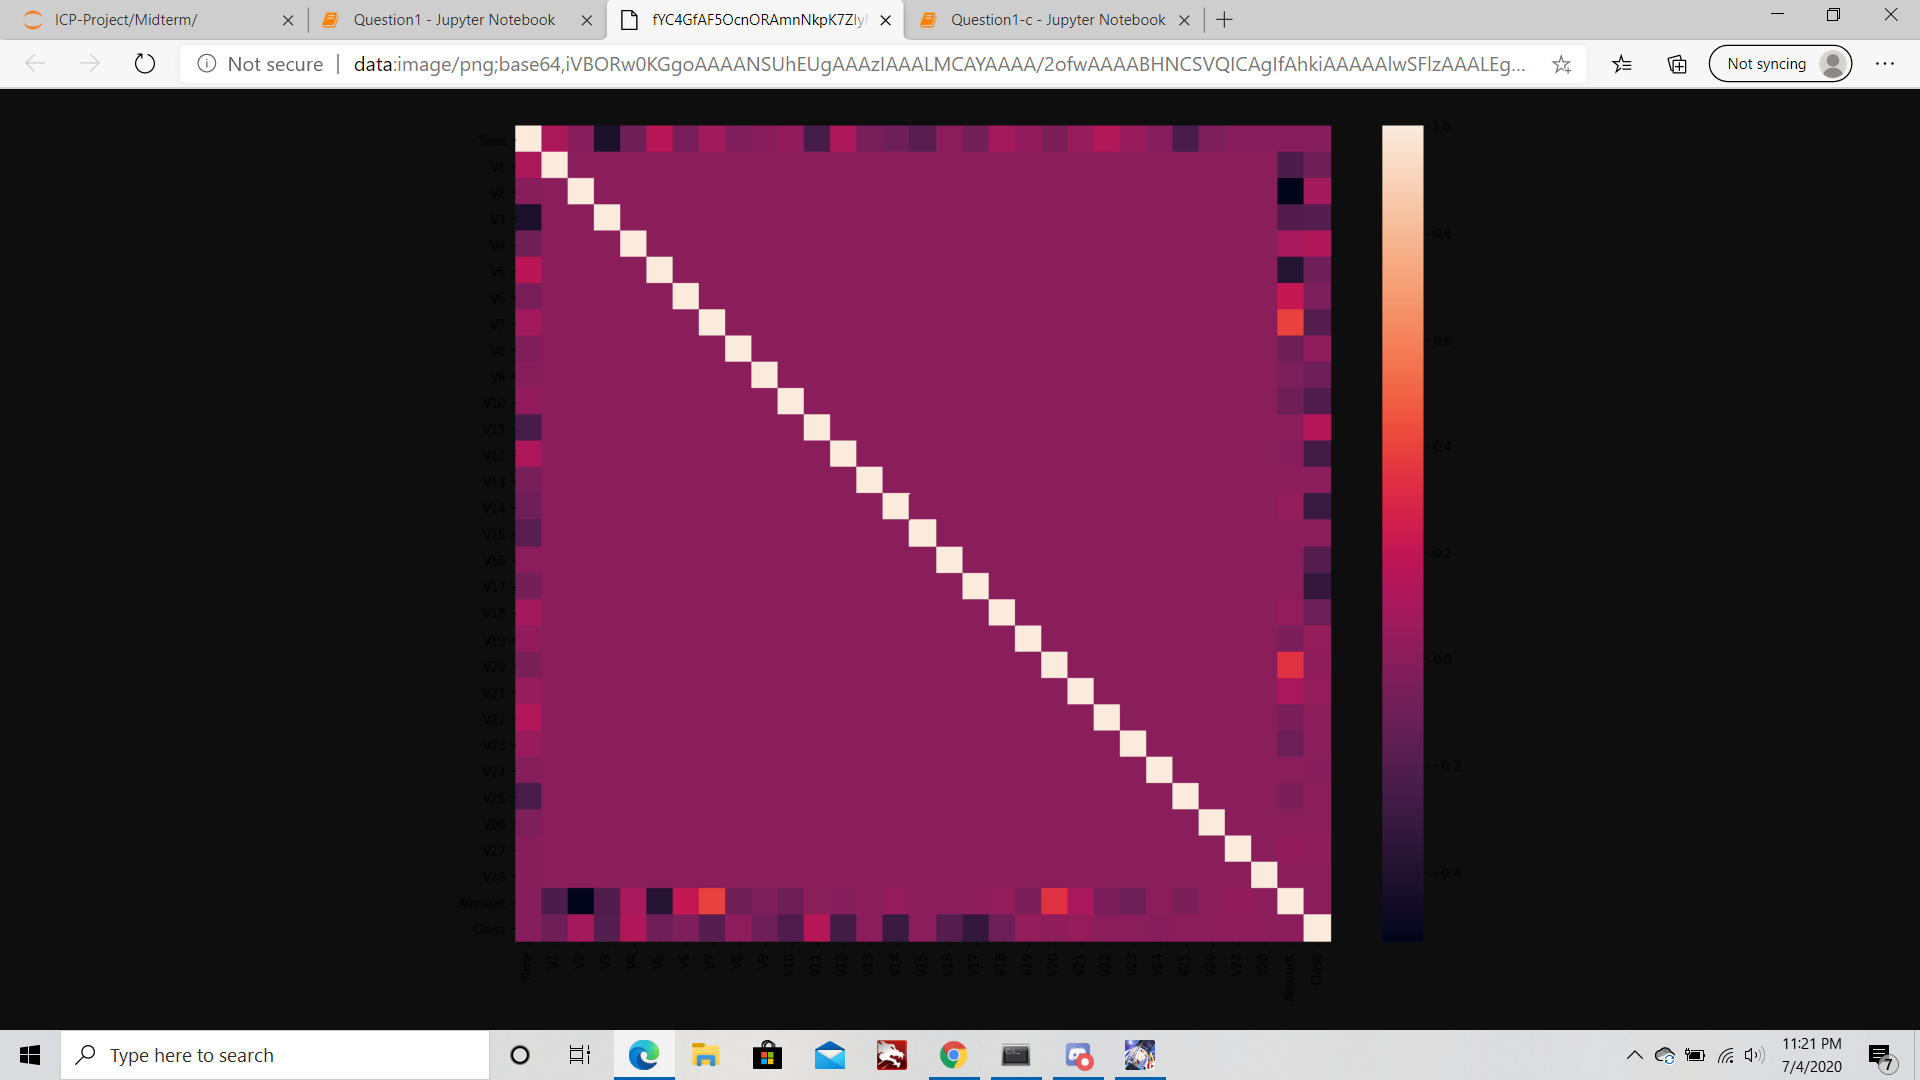 ICP-Project/Midterm/
Question1 - Jupyter Notebook
fYC4GfAF5OcnORAmnNkpK7ZIy
Question1-c - Jupyter Notebook
Not secure
data:image/png;base64,iVBORw0KGgoAAAANSUhEUgAAAzIAAALMCAYAAAA/2ofwAAAABHNCSVQICAgIfAhkiAAAAAlwSFlzAAALEg...
Not syncing
Time
V1
V2
V3
V4
V5
V6
V7
V8
V9
V10
V11
V12
V13
V14
V15
V16
V17
V18
V19
V20
V21
V22
V23
V24
V25
V26
V27
V28
Amount
Class
Time
V1
V2
V3
V4
V5
V6
V7
V8
V9
V10
V11
V12
V13
V14
V15
V16
V17
V18
V19
V20
V21
V22
V23
V24
V25
V26
V27
V28
Amount
Class
1.0
0.8
0.6
0.4
0.2
0.0
−0.2
−0.4
Type here to search
11:21 PM
7/4/2020
7